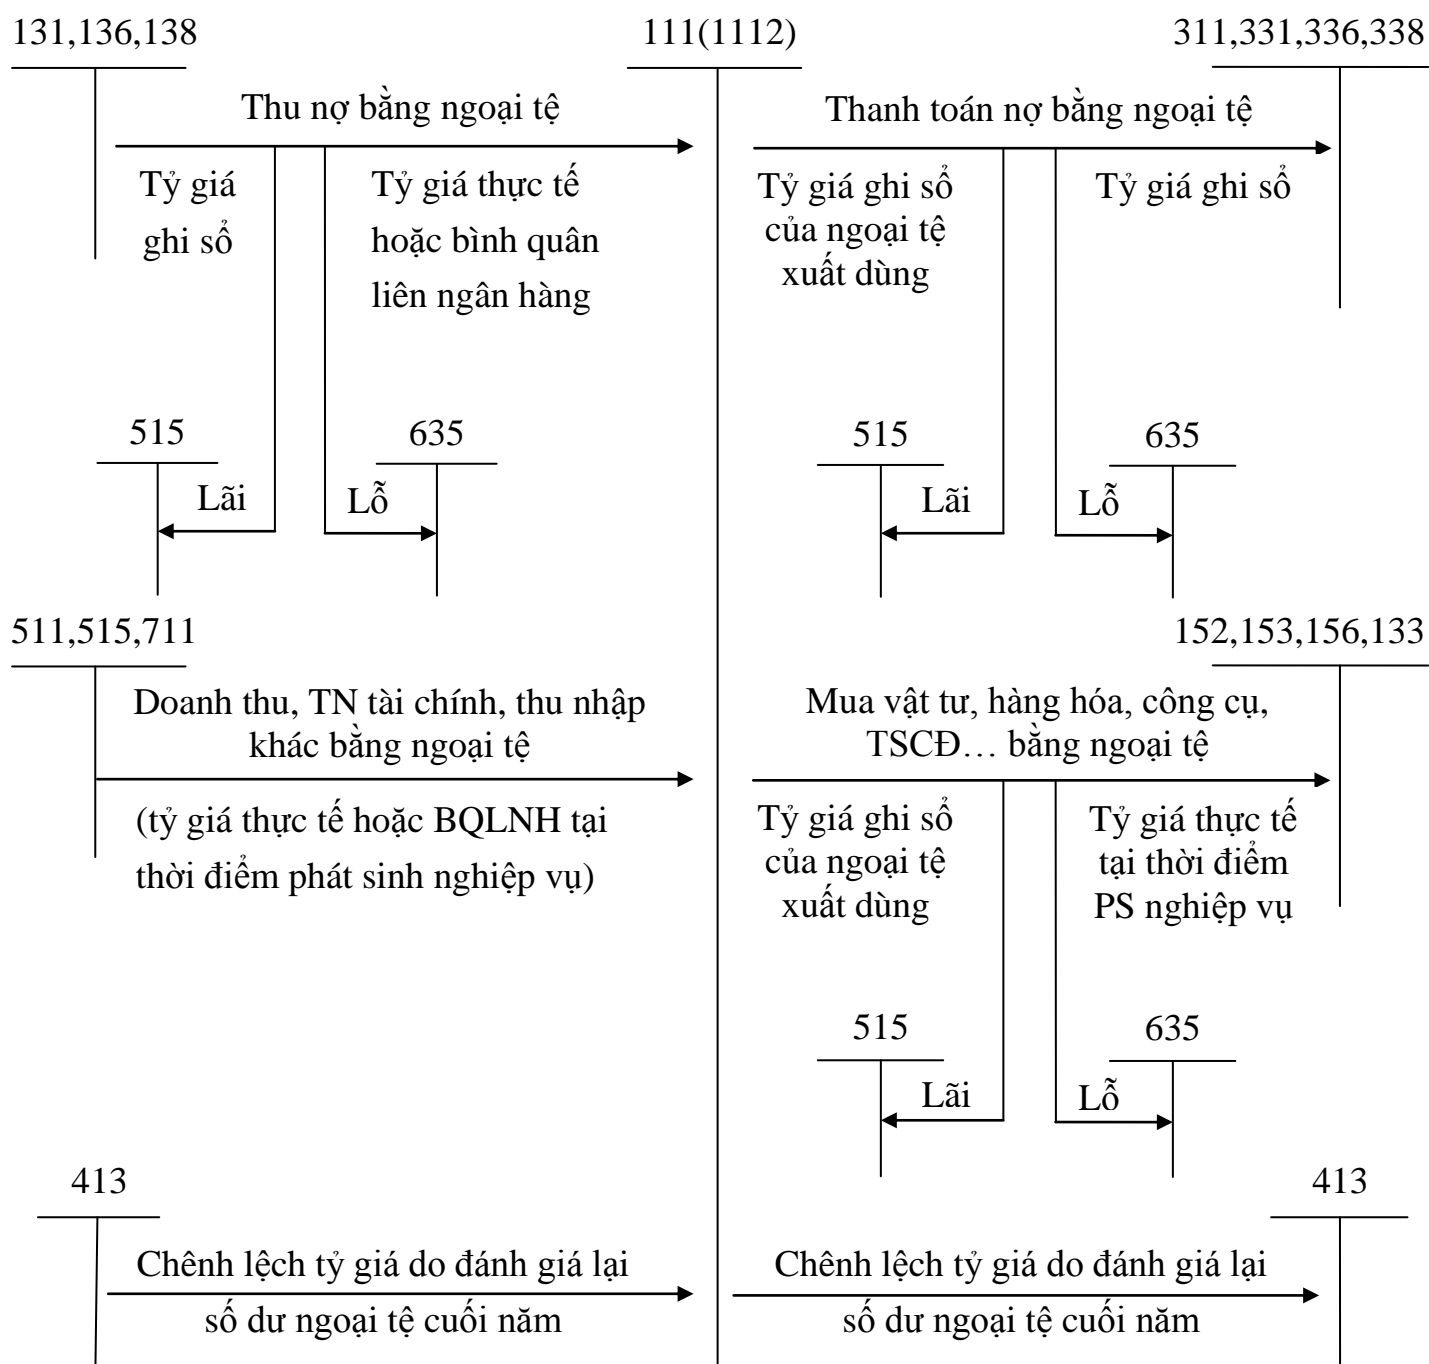 131,136,138
111(1112)
311,331,336,338
Thu nợ bằng ngoại tệ
Tỷ giá
ghi sổ
Tỷ giá thực tế
hoặc bình quân
liên ngân hàng
Thanh toán nợ bằng ngoại tệ
Tỷ giá ghi sổ
của ngoại tệ
xuất dùng
Tỷ giá ghi sổ
515
635
Lãi
Lỗ
515
635
Lãi
Lỗ
511,515,711
152,153,156,133
Doanh thu, TN tài chính, thu nhập
khác bằng ngoại tệ
(tỷ giá thực tế hoặc BQLNH tại
thời điểm phát sinh nghiệp vụ)
Mua vật tư, hàng hóa, công cụ,
TSCĐ… bằng ngoại tệ
Tỷ giá ghi sổ
của ngoại tệ
xuất dùng
Tỷ giá thực tế
tại thời điểm
PS nghiệp vụ
515
635
Lãi
Lỗ
413
413
Chênh lệch tỷ giá do đánh giá lại
số dư ngoại tệ cuối năm
Chênh lệch tỷ giá do đánh giá lại
số dư ngoại tệ cuối năm